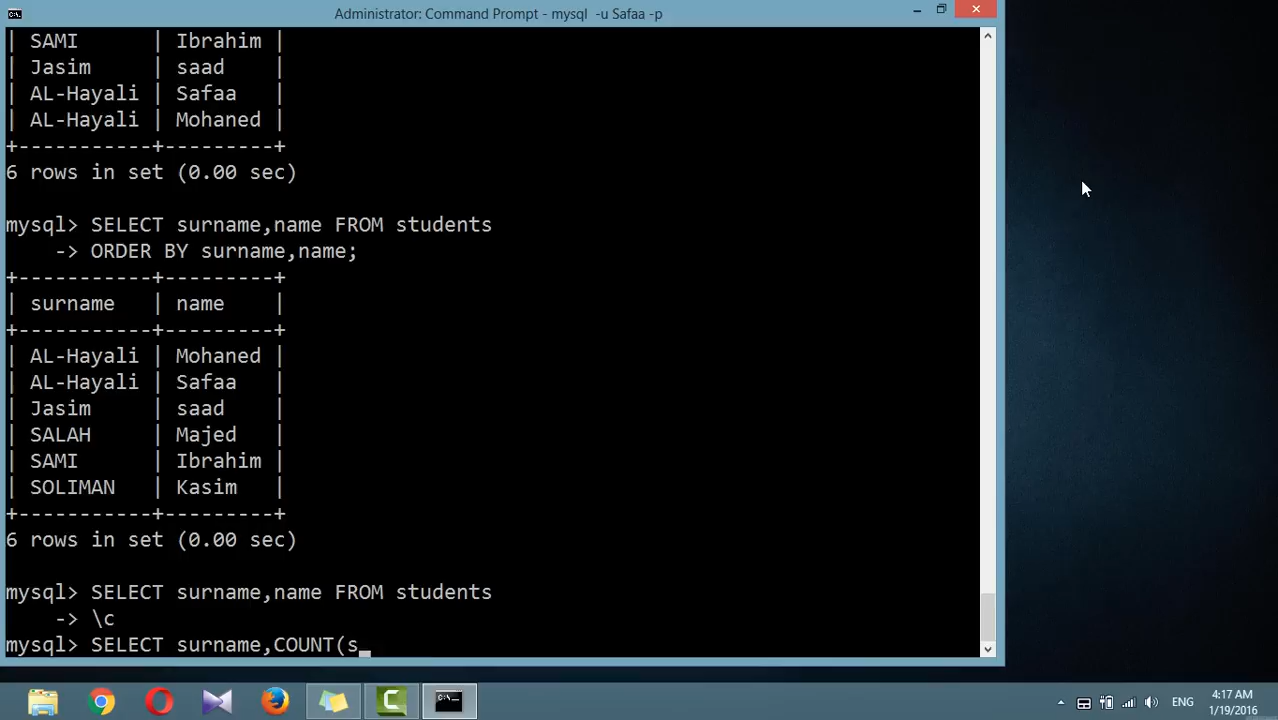 Administrator: Command Prompt - mysql -u Safaa -p
| SAMI      | Ibrahim |
| Jasim     | saad    |
| AL-Hayali | Safaa   |
| AL-Hayali | Mohaned |
+-----------+---------+
6 rows in set (0.00 sec)
mysql> SELECT surname,name FROM students
    -> ORDER BY surname,name;
+-----------+---------+
| surname   | name    |
+-----------+---------+
| AL-Hayali | Mohaned |
| AL-Hayali | Safaa   |
| Jasim     | saad    |
| SALAH     | Majed   |
| SAMI      | Ibrahim |
| SOLIMAN   | Kasim   |
+-----------+---------+
6 rows in set (0.00 sec)
mysql> SELECT surname,name FROM students
    -> \c
mysql> SELECT surname,COUNT(s_
ENG
4:17 AM
1/19/2016